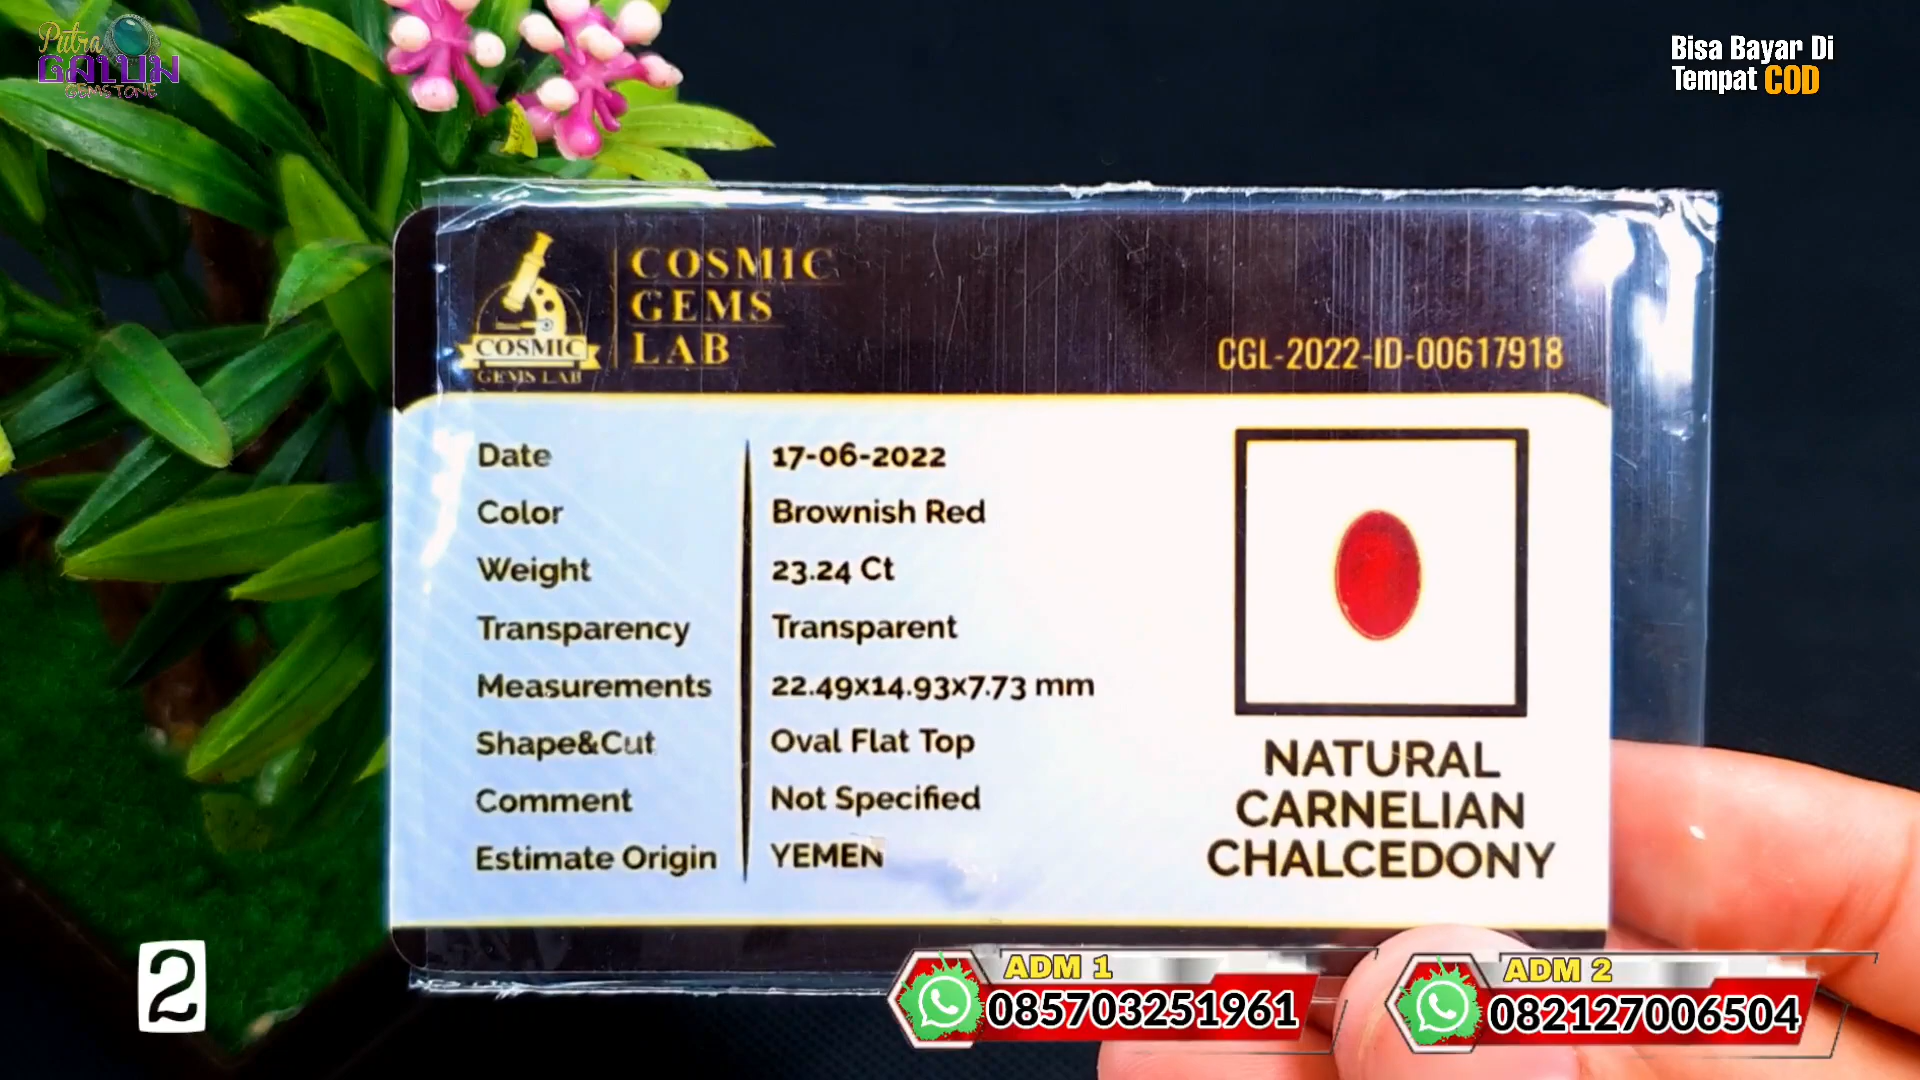 Putra
GALUN
GEMSTONE
Bisa Bayar Di
Tempat COD
COSMIC
GEMS LAB
COSMIC
GEMS
LAB
CGL-2022-ID-00617918
Date 17-06-2022
Color Brownish Red
Weight 23.24 Ct
Transparency Transparent
Measurements 22.49x14.93x7.73 mm
Shape&Cut Oval Flat Top
Comment Not Specified
Estimate Origin YEMEN
NATURAL
CARNELIAN
CHALCEDONY
2
ADM 1
085703251961
ADM 2
082127006504